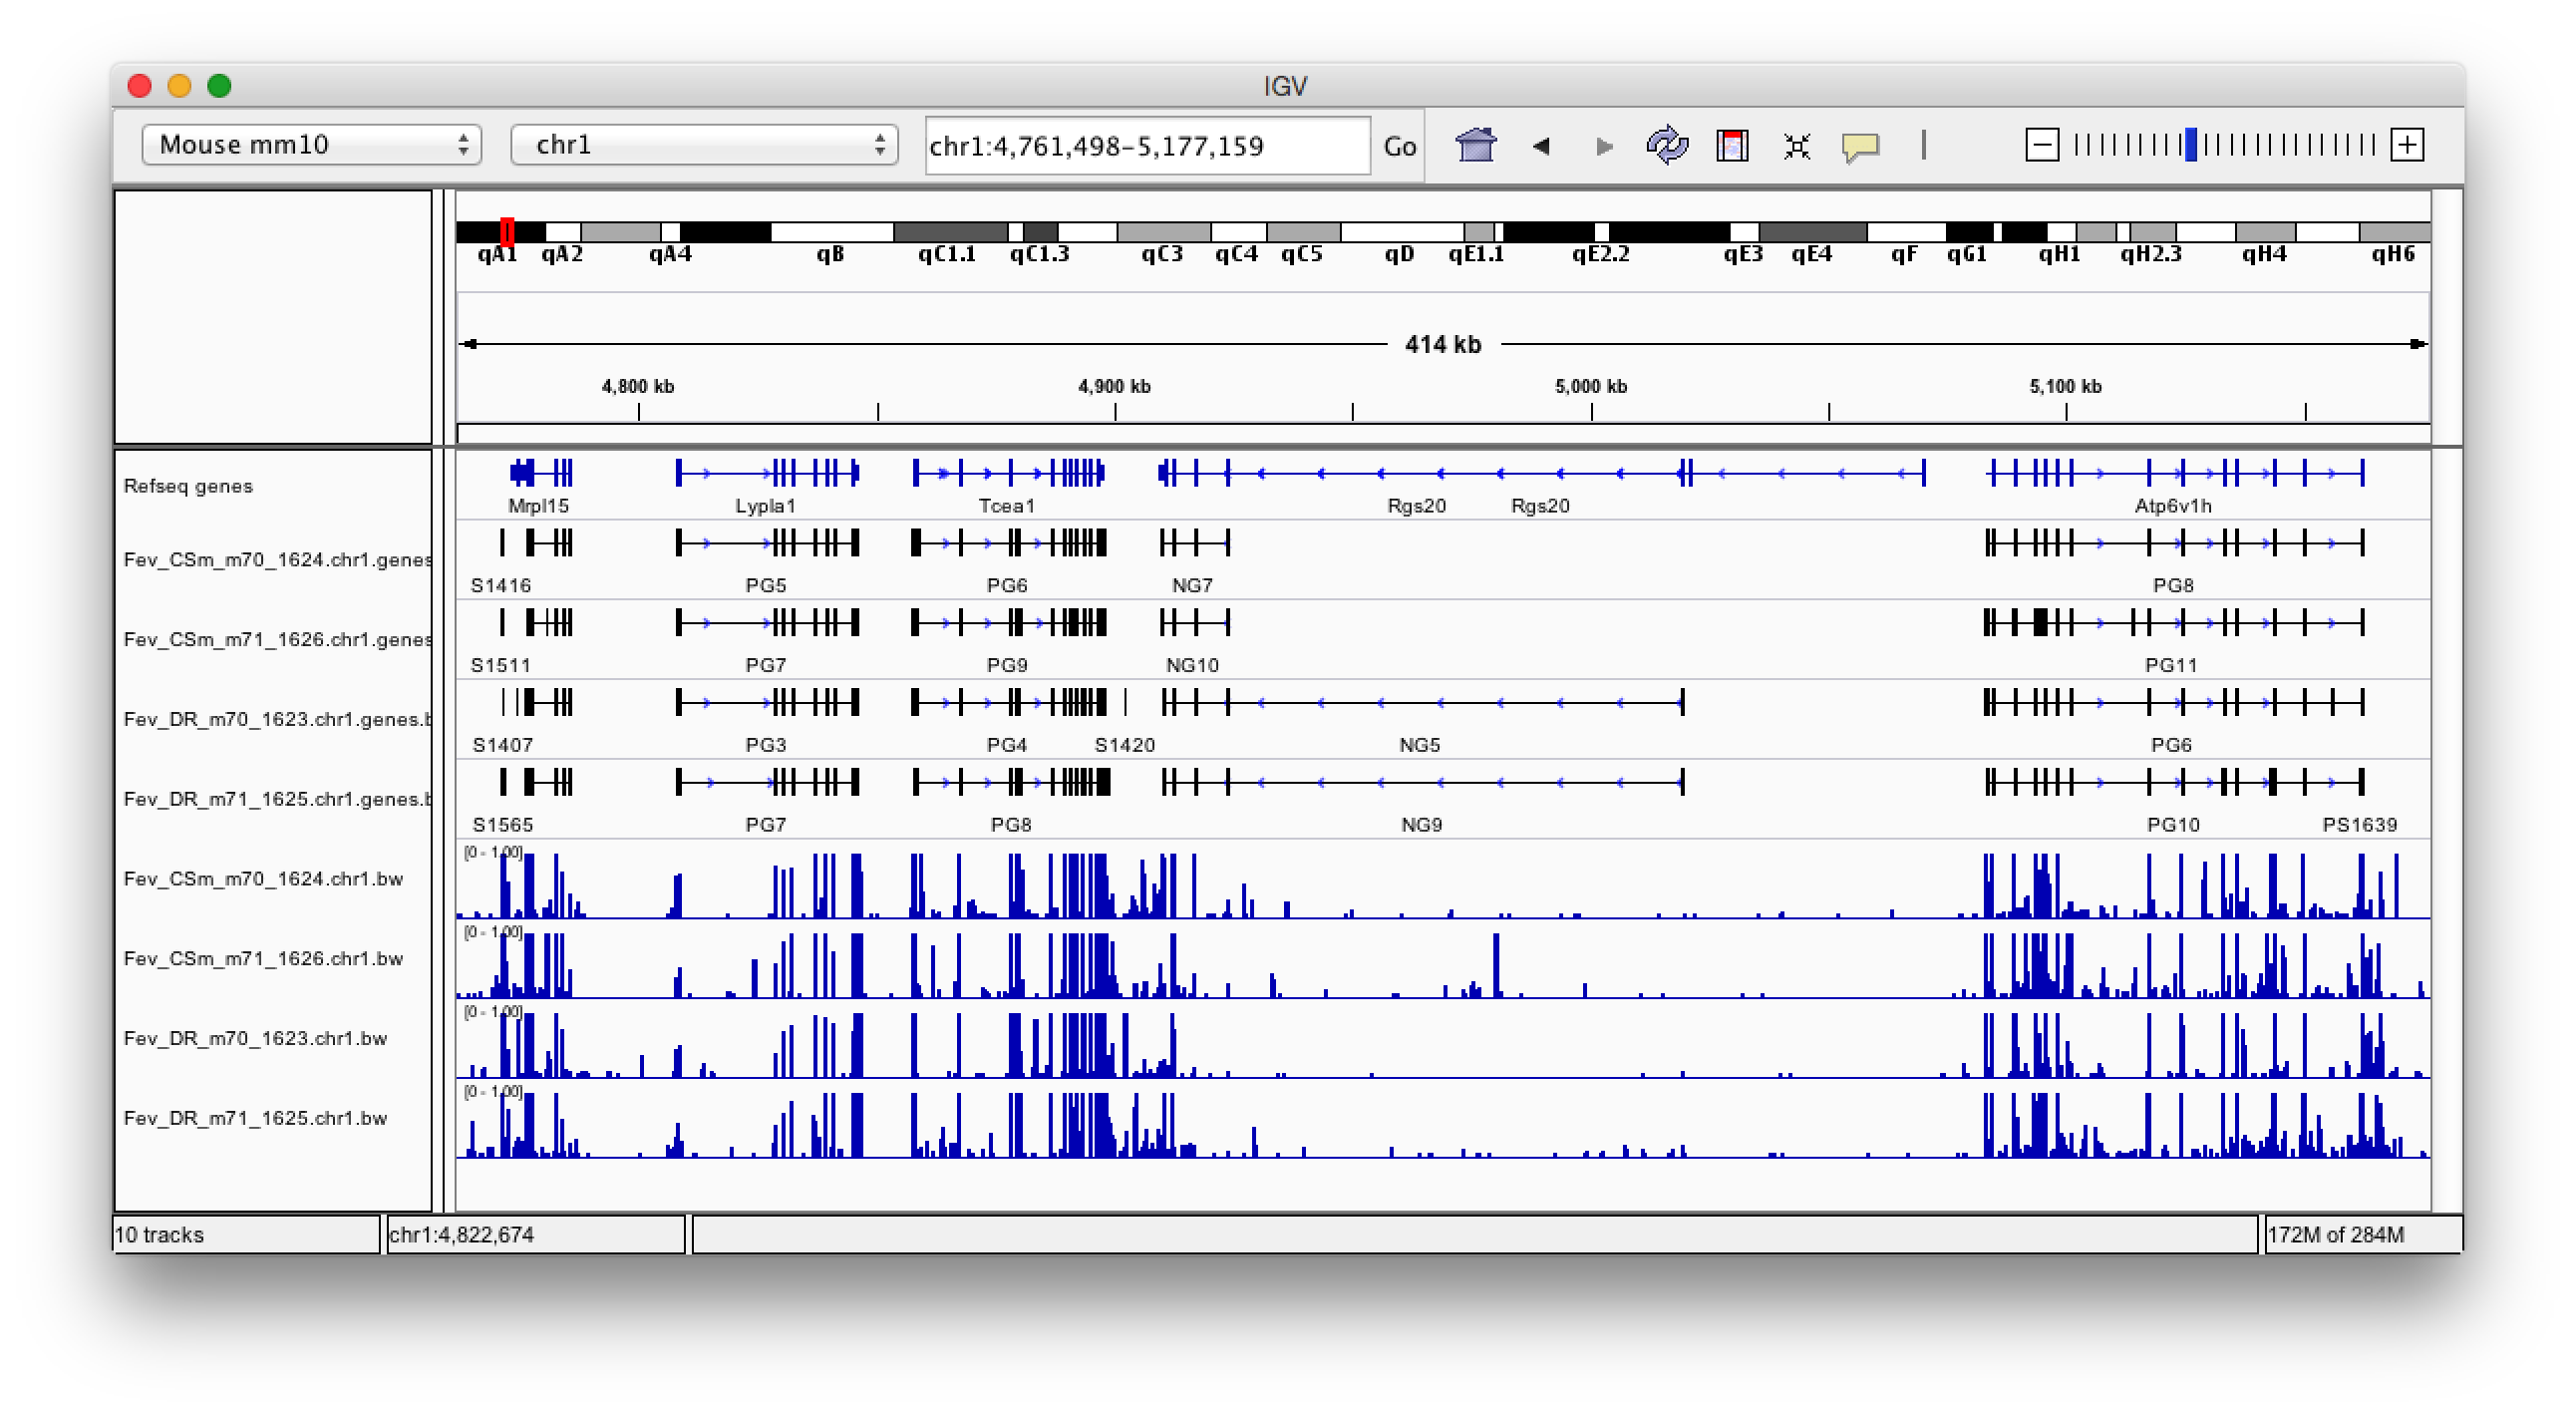 IGV
Mouse mm10 chr1 chr1:4,761,498-5,177,159 Go
qA1 qA2 qA4 qB qC1.1 qC1.3 qC3 qC4 qC5 qD qE1.1 qE2.2 qE3 qE4 qF qG1 qH1 qH2.3 qH4 qH6
414 kb
4,800 kb 4,900 kb 5,000 kb 5,100 kb
Refseq genes
Mrpl15 Lypla1 Tcea1 Rgs20 Rgs20 Atp6v1h
Fev_CSm_m70_1624.chr1.genes
S1416 PG5 PG6 NG7 PG8
Fev_CSm_m71_1626.chr1.genes
S1511 PG7 PG9 NG10 PG11
Fev_DR_m70_1623.chr1.genes.b
S1407 PG3 PG4 S1420 NG5 PG6
Fev_DR_m71_1625.chr1.genes.b
S1565 PG7 PG8 NG9 PG10 PS1639
[0 - 1.00]
Fev_CSm_m70_1624.chr1.bw
[0 - 1.00]
Fev_CSm_m71_1626.chr1.bw
[0 - 1.00]
Fev_DR_m70_1623.chr1.bw
[0 - 1.00]
Fev_DR_m71_1625.chr1.bw
10 tracks chr1:4,822,674 172M of 284M